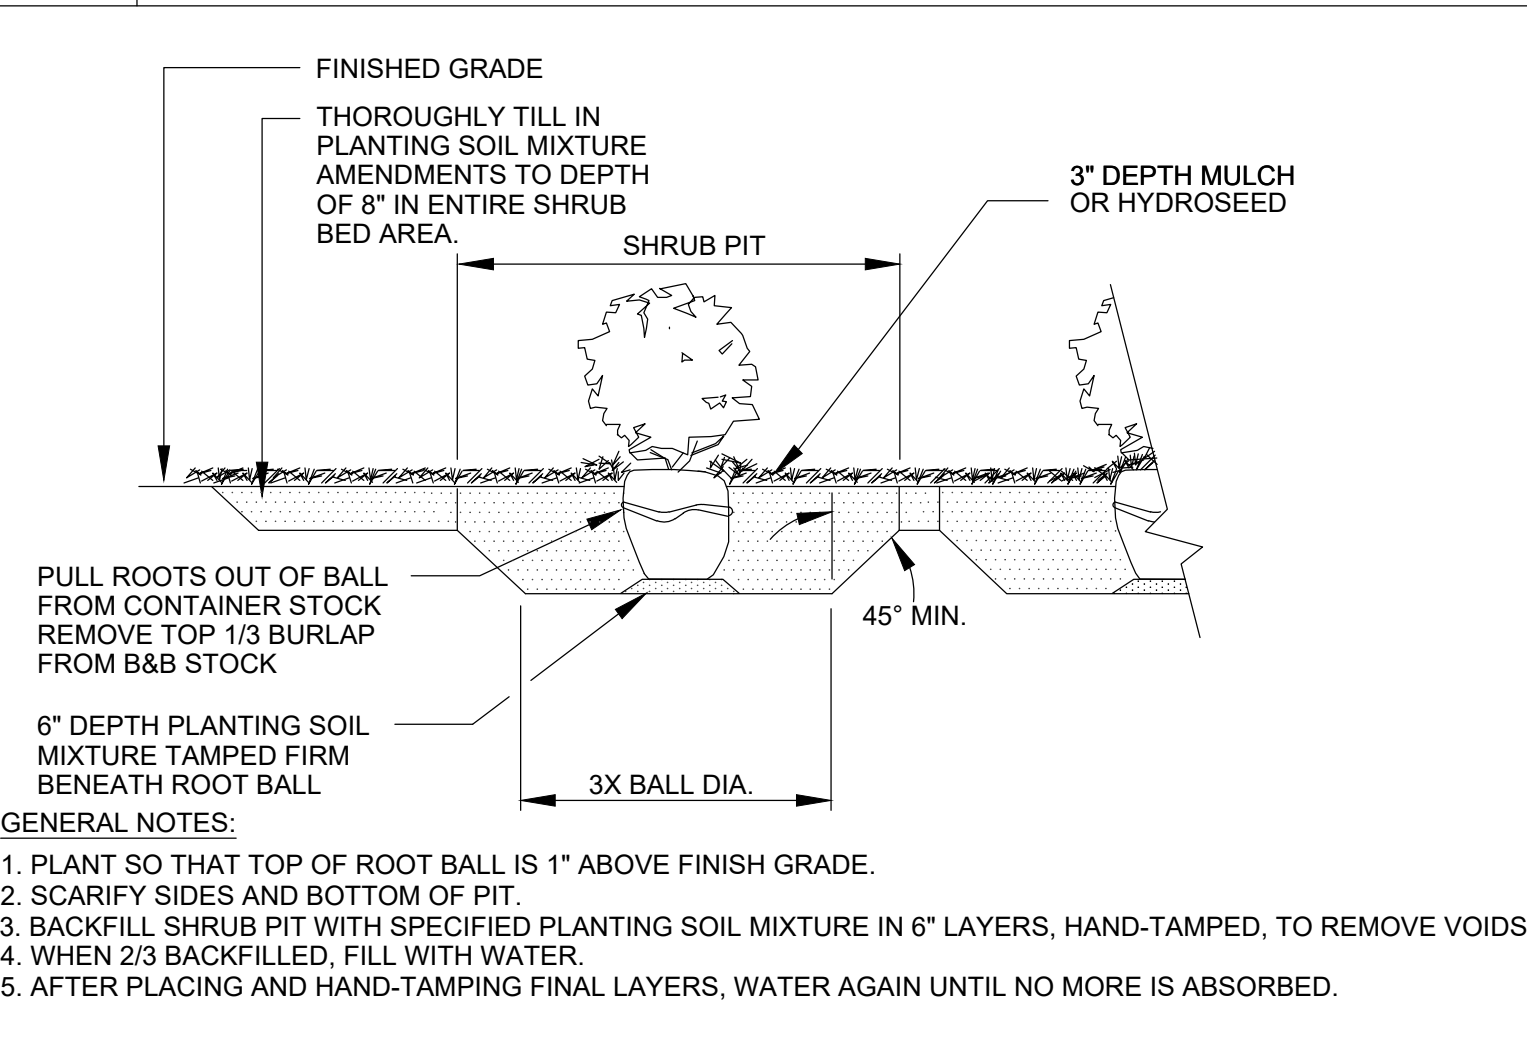 FINISHED GRADE
THOROUGHLY TILL IN
PLANTING SOIL MIXTURE
AMENDMENTS TO DEPTH
OF 8" IN ENTIRE SHRUB
BED AREA.
3" DEPTH MULCH
OR HYDROSEED
SHRUB PIT
PULL ROOTS OUT OF BALL
FROM CONTAINER STOCK
REMOVE TOP 1/3 BURLAP
FROM B&B STOCK
45° MIN.
6" DEPTH PLANTING SOIL
MIXTURE TAMPED FIRM
BENEATH ROOT BALL
3X BALL DIA.
GENERAL NOTES:
1. PLANT SO THAT TOP OF ROOT BALL IS 1" ABOVE FINISH GRADE.
2. SCARIFY SIDES AND BOTTOM OF PIT.
3. BACKFILL SHRUB PIT WITH SPECIFIED PLANTING SOIL MIXTURE IN 6" LAYERS, HAND-TAMPED, TO REMOVE VOIDS
4. WHEN 2/3 BACKFILLED, FILL WITH WATER.
5. AFTER PLACING AND HAND-TAMPING FINAL LAYERS, WATER AGAIN UNTIL NO MORE IS ABSORBED.